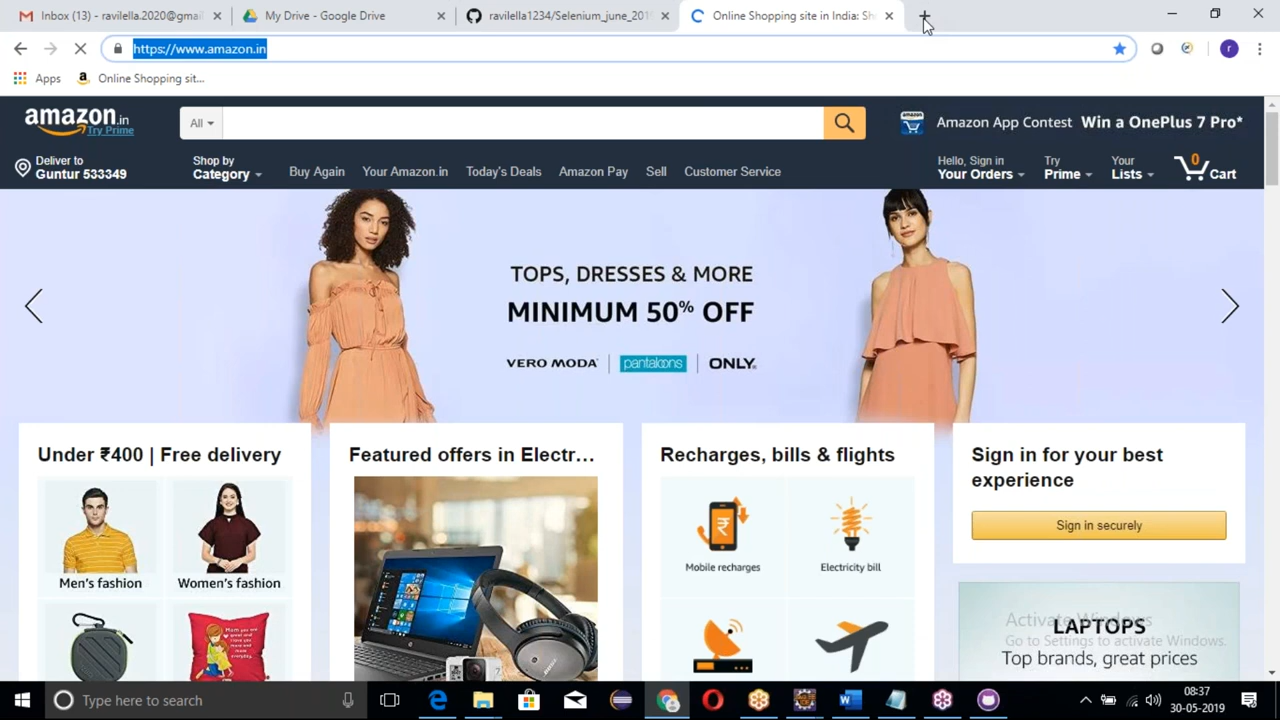 Inbox (13) - ravilella.2020@gmai
My Drive - Google Drive
ravilella1234/Selenium_june_2019
Online Shopping site in India: Sh
https://www.amazon.in
r
Apps
Online Shopping sit...
amazon.in
Try Prime
All
Amazon App Contest Win a OnePlus 7 Pro*
Deliver to
Guntur 533349
Shop by
Category
Buy Again
Your Amazon.in
Today's Deals
Amazon Pay
Sell
Customer Service
Hello, Sign in
Your Orders
Try
Prime
Your
Lists
0
Cart
TOPS, DRESSES & MORE
MINIMUM 50% OFF
VERO MODA
pantaloons
ONLY
Under ₹400 | Free delivery
Featured offers in Electr...
Recharges, bills & flights
Sign in for your best
experience
Sign in securely
Men's fashion
Women's fashion
Mobile recharges
Electricity bill
LAPTOPS
Top brands, great prices
Activate Windows
Go to Settings to activate Windows.
Type here to search
08:37
30-05-2019